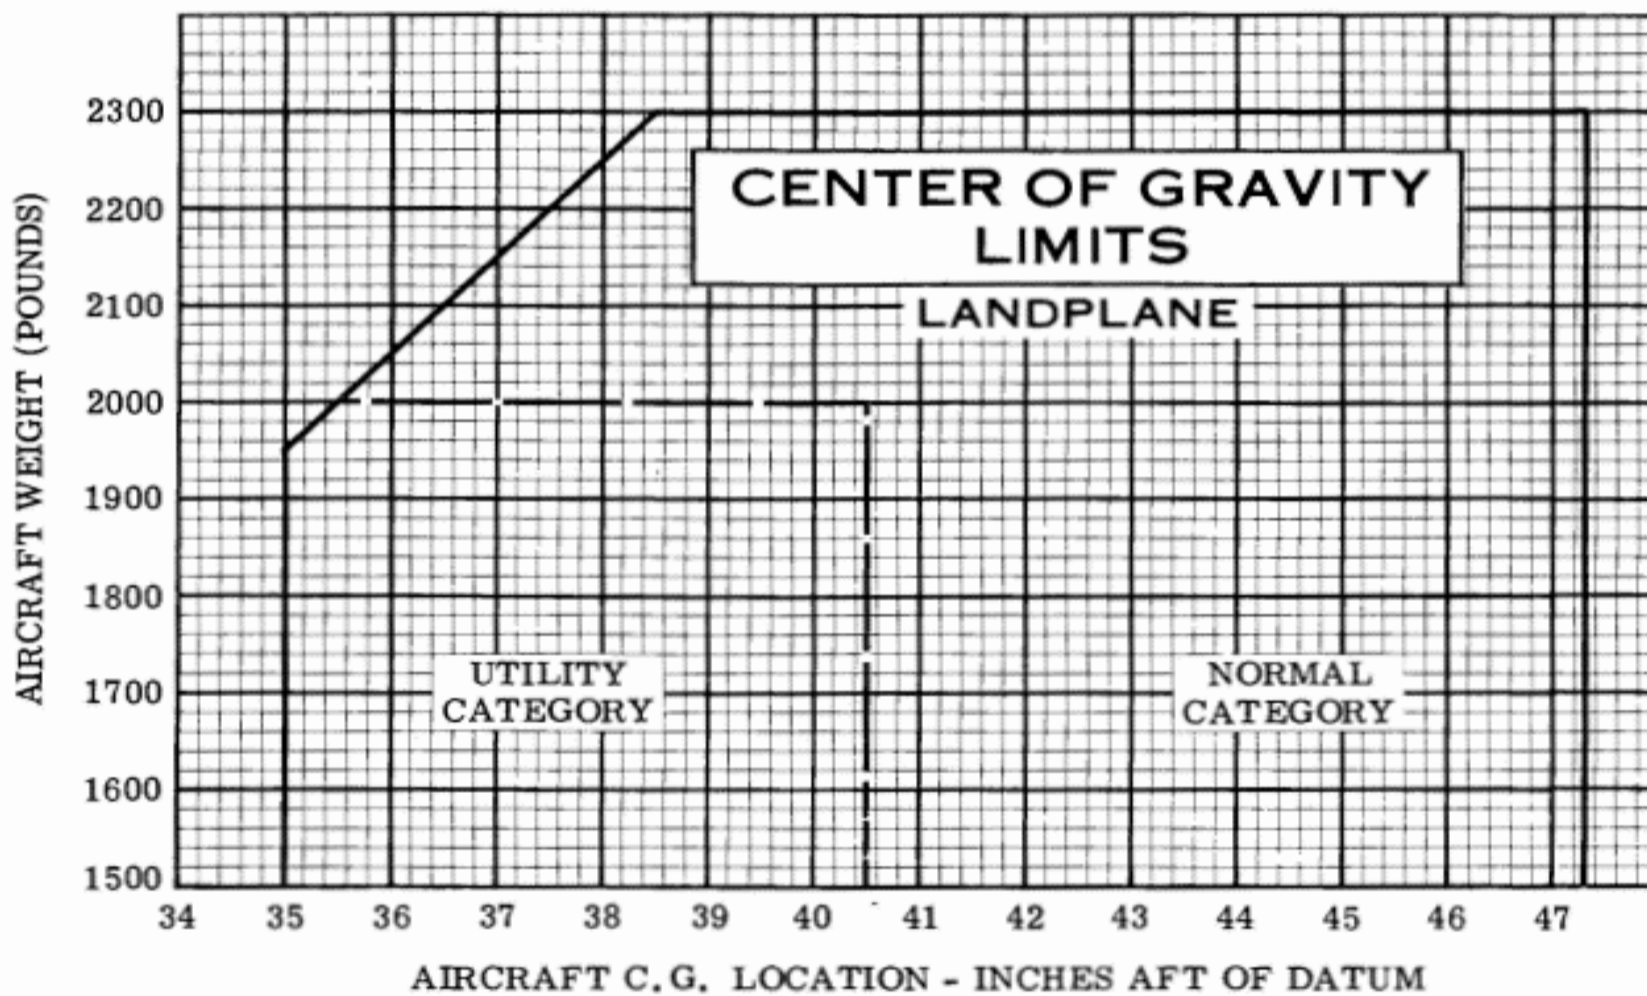 2300
2200
2100
2000
1900
1800
1700
1600
1500
AIRCRAFT WEIGHT (POUNDS)
CENTER OF GRAVITY
LIMITS
LANDPLANE
UTILITY
CATEGORY
NORMAL
CATEGORY
34 35 36 37 38 39 40 41 42 43 44 45 46 47
AIRCRAFT C.G. LOCATION - INCHES AFT OF DATUM